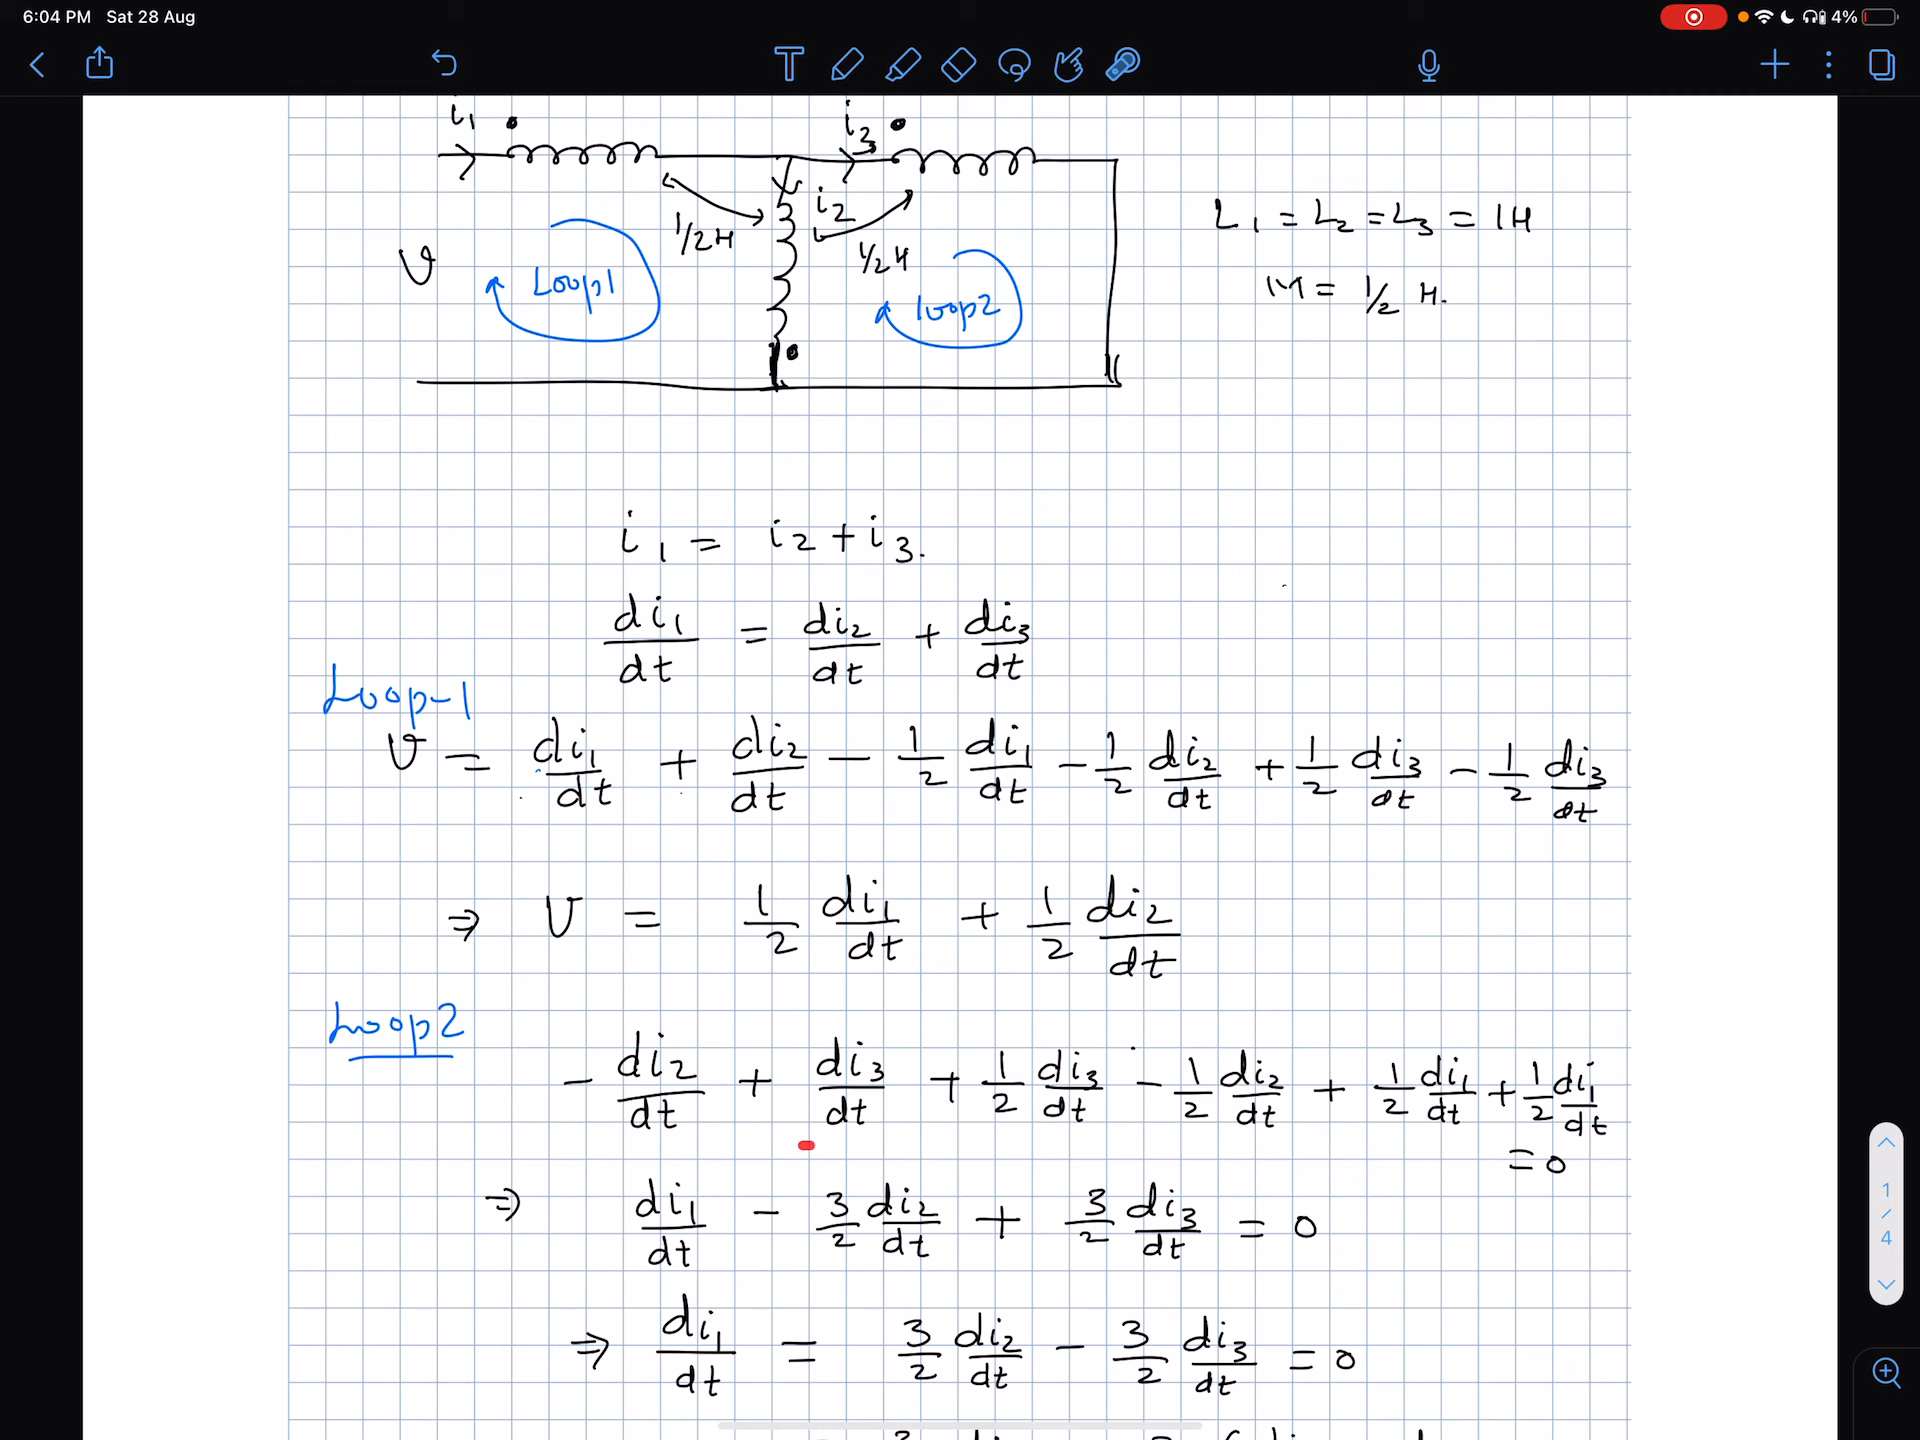 6:04 PM Sat 28 Aug
4%
i₁
i₃
i₂
1/2 H
1/2 H
v
Loop1
loop2
L₁ = L₂ = L₃ = 1H
M = 1/2 H.
i₁ = i₂ + i₃.
di₁/dt = di₂/dt + di₃/dt
Loop-1
v = di₁/dt + di₂/dt - 1/2 di₁/dt - 1/2 di₂/dt + 1/2 di₃/dt - 1/2 di₃/dt
⇒ v = 1/2 di₁/dt + 1/2 di₂/dt
Loop2
- di₂/dt + di₃/dt + 1/2 di₃/dt - 1/2 di₂/dt + 1/2 di₁/dt + 1/2 di₁/dt
= 0
⇒ di₁/dt - 3/2 di₂/dt + 3/2 di₃/dt = 0
⇒ di₁/dt = 3/2 di₂/dt - 3/2 di₃/dt = 0
1
/
4